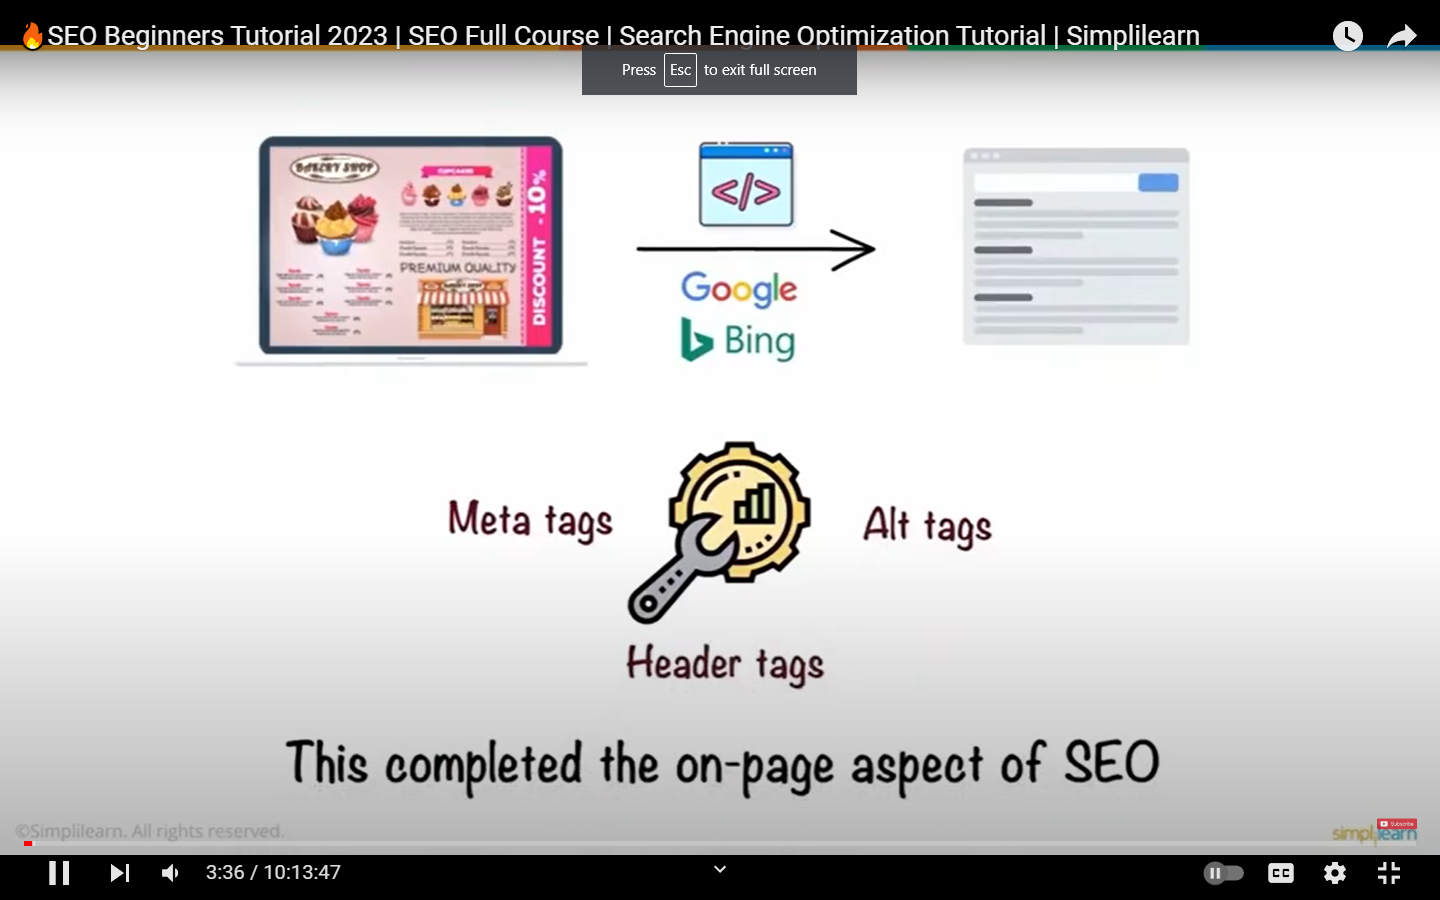 🔥SEO Beginners Tutorial 2023 | SEO Full Course | Search Engine Optimization Tutorial | Simplilearn
Press Esc to exit full screen
BAKERY SHOP
CUPCAKES
PREMIUM QUALITY
DISCOUNT - 10%
</>
Google
Bing
Meta tags
Alt tags
Header tags
This completed the on-page aspect of SEO
©Simplilearn. All rights reserved.
Subscribe
simplilearn
3:36 / 10:13:47
CC